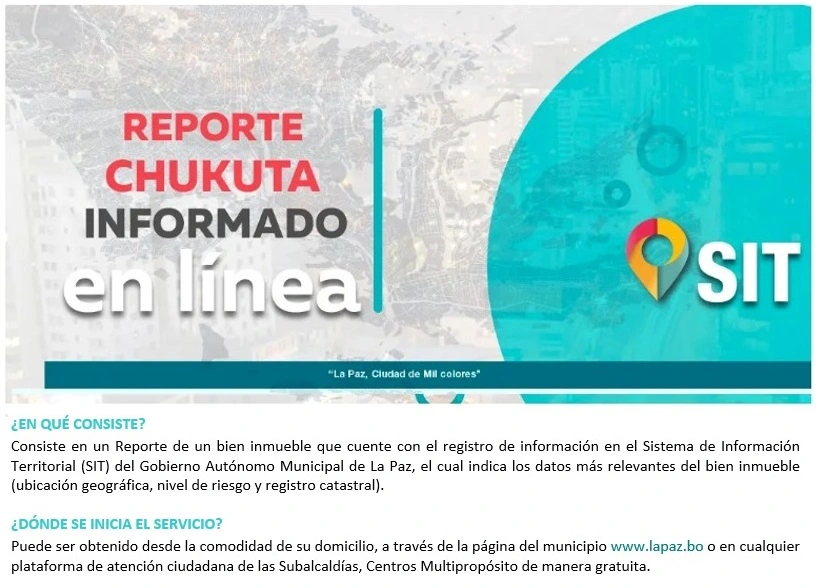 REPORTE
CHUKUTA
INFORMADO
en línea
SIT
"La Paz, Ciudad de Mil colores"
¿EN QUÉ CONSISTE?
Consiste en un Reporte de un bien inmueble que cuente con el registro de información en el Sistema de Información
Territorial (SIT) del Gobierno Autónomo Municipal de La Paz, el cual indica los datos más relevantes del bien inmueble
(ubicación geográfica, nivel de riesgo y registro catastral).
¿DÓNDE SE INICIA EL SERVICIO?
Puede ser obtenido desde la comodidad de su domicilio, a través de la página del municipio www.lapaz.bo o en cualquier
plataforma de atención ciudadana de las Subalcaldías, Centros Multipropósito de manera gratuita.